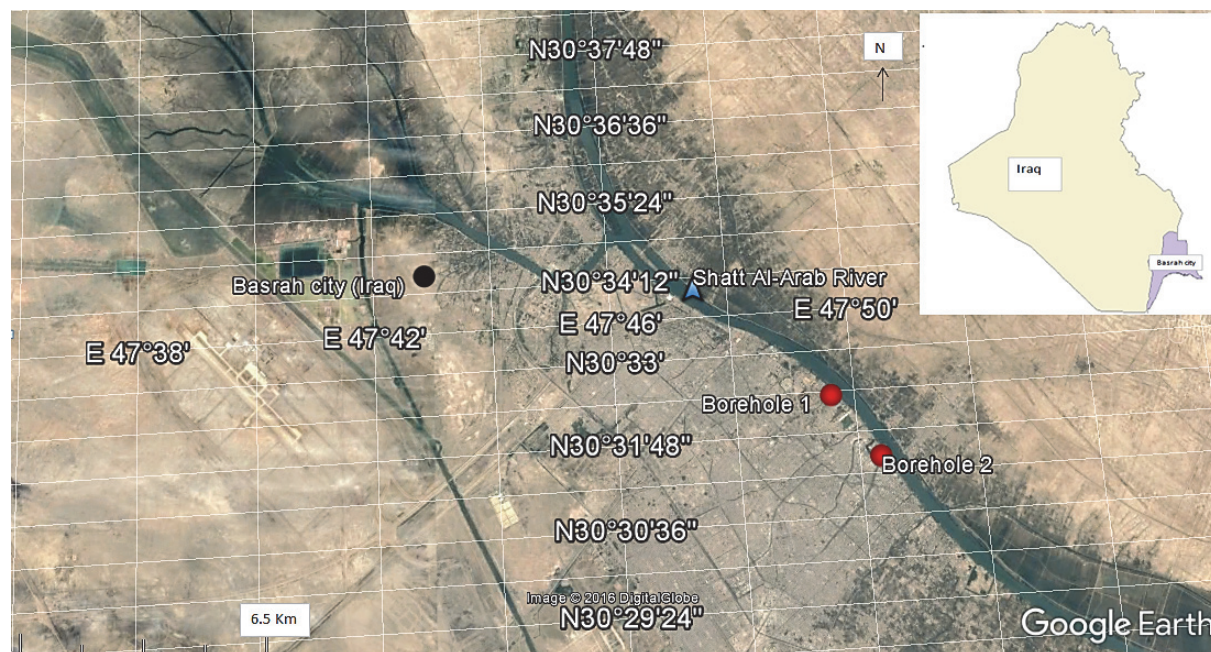 N30°37'48"
N
N30°36'36"
Iraq
N30°35'24"
Basrah city
N30°34'12"
Shatt Al-Arab River
Basrah city (Iraq)
E 47°50'
E 47°46'
E 47°42'
E 47°38'
N30°33'
Borehole 1
N30°31'48"
Borehole 2
N30°30'36"
Image © 2016 DigitalGlobe
6.5 Km
N30°29'24"
Google Earth